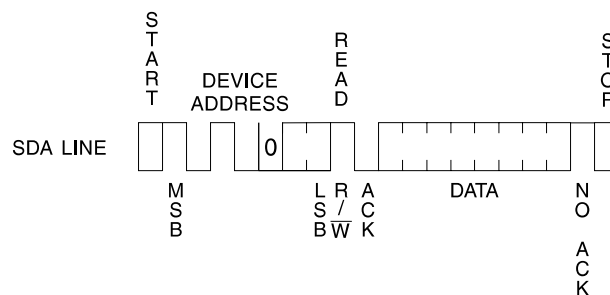 START
DEVICE
ADDRESS
READ
STOP
SDA LINE
0
MSB
LSB
R/W
ACK
DATA
NO ACK